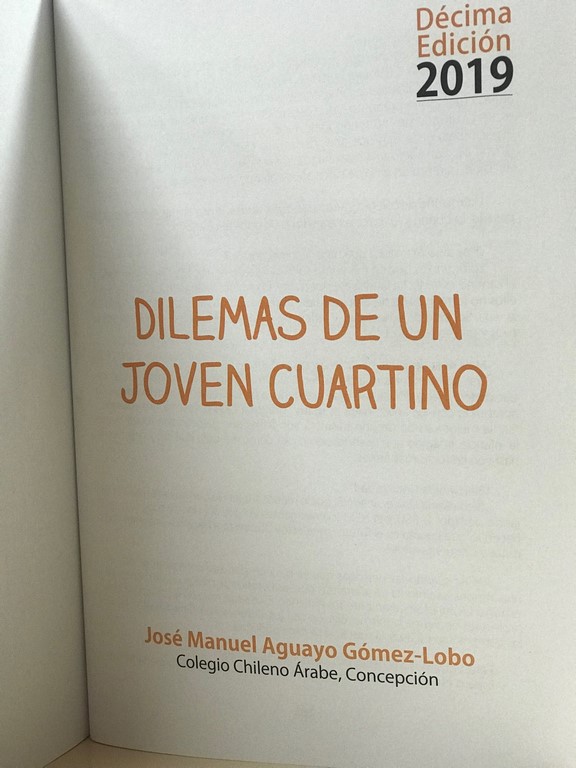 Décima
Edición
2019
DILEMAS DE UN
JOVEN CUARTINO
José Manuel Aguayo Gómez-Lobo
Colegio Chileno Árabe, Concepción